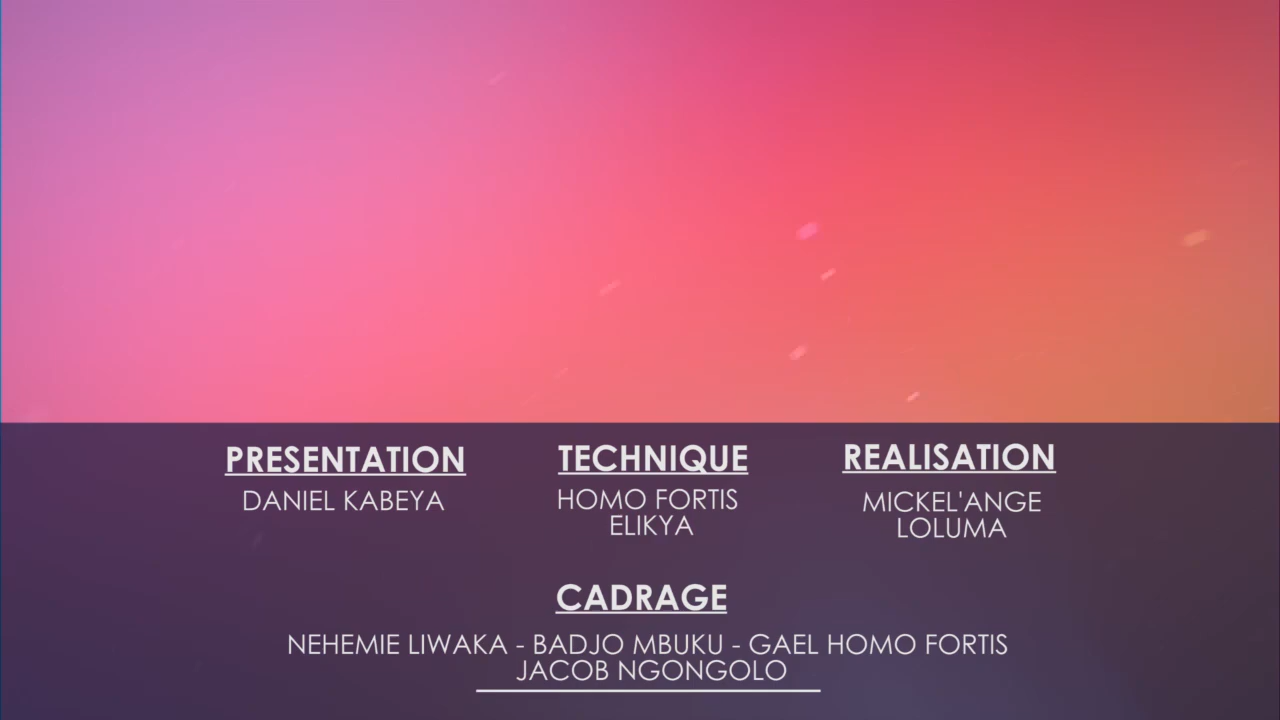 PRESENTATION
DANIEL KABEYA
TECHNIQUE
HOMO FORTIS
ELIKYA
REALISATION
MICKEL'ANGE
LOLUMA
CADRAGE
NEHEMIE LIWAKA - BADJO MBUKU - GAEL HOMO FORTIS
JACOB NGONGOLO